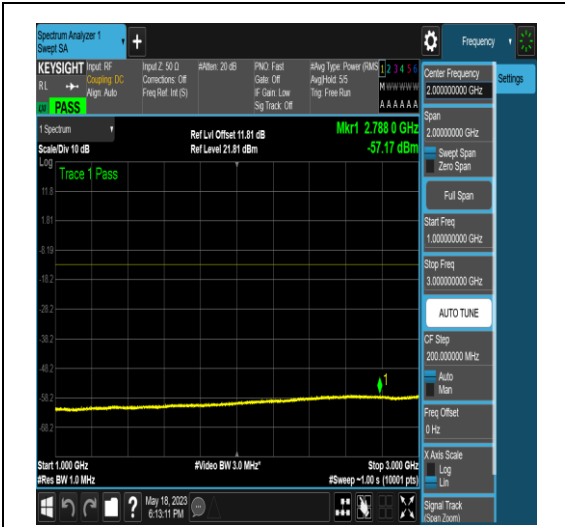 Spectrum Analyzer 1
Swept SA
+
Frequency
KEYSIGHT
RL
PASS
Input: RF
Coupling: DC
Align: Auto
Input Z: 50 Ω
Corrections: Off
Freq Ref: Int (S)
#Atten: 20 dB
PNO: Fast
Gate: Off
IF Gain: Low
Sig Track: Off
#Avg Type: Power (RMS
Avg|Hold: 5/5
Trig: Free Run
1 2 3 4 5 6
M W W W W W
A A A A A A
Center Frequency
2.000000000 GHz
Settings
Span
2.00000000 GHz
Swept Span
Zero Span
Full Span
Start Freq
1.000000000 GHz
Stop Freq
3.000000000 GHz
AUTO TUNE
CF Step
200.000000 MHz
Auto
Man
Freq Offset
0 Hz
X Axis Scale
Log
Lin
Signal Track
(Span Zoom)
1 Spectrum
Scale/Div 10 dB
Ref Lvl Offset 11.81 dB
Ref Level 21.81 dBm
Mkr1 2.788 0 GHz
-57.17 dBm
Log
Trace 1 Pass
11.8
1.81
-8.19
-18.2
-28.2
-38.2
-48.2
-58.2
-68.2
1
Start 1.000 GHz
#Res BW 1.0 MHz
#Video BW 3.0 MHz*
Stop 3.000 GHz
#Sweep ~1.00 s (10001 pts)
?
May 18, 2023
6:13:11 PM